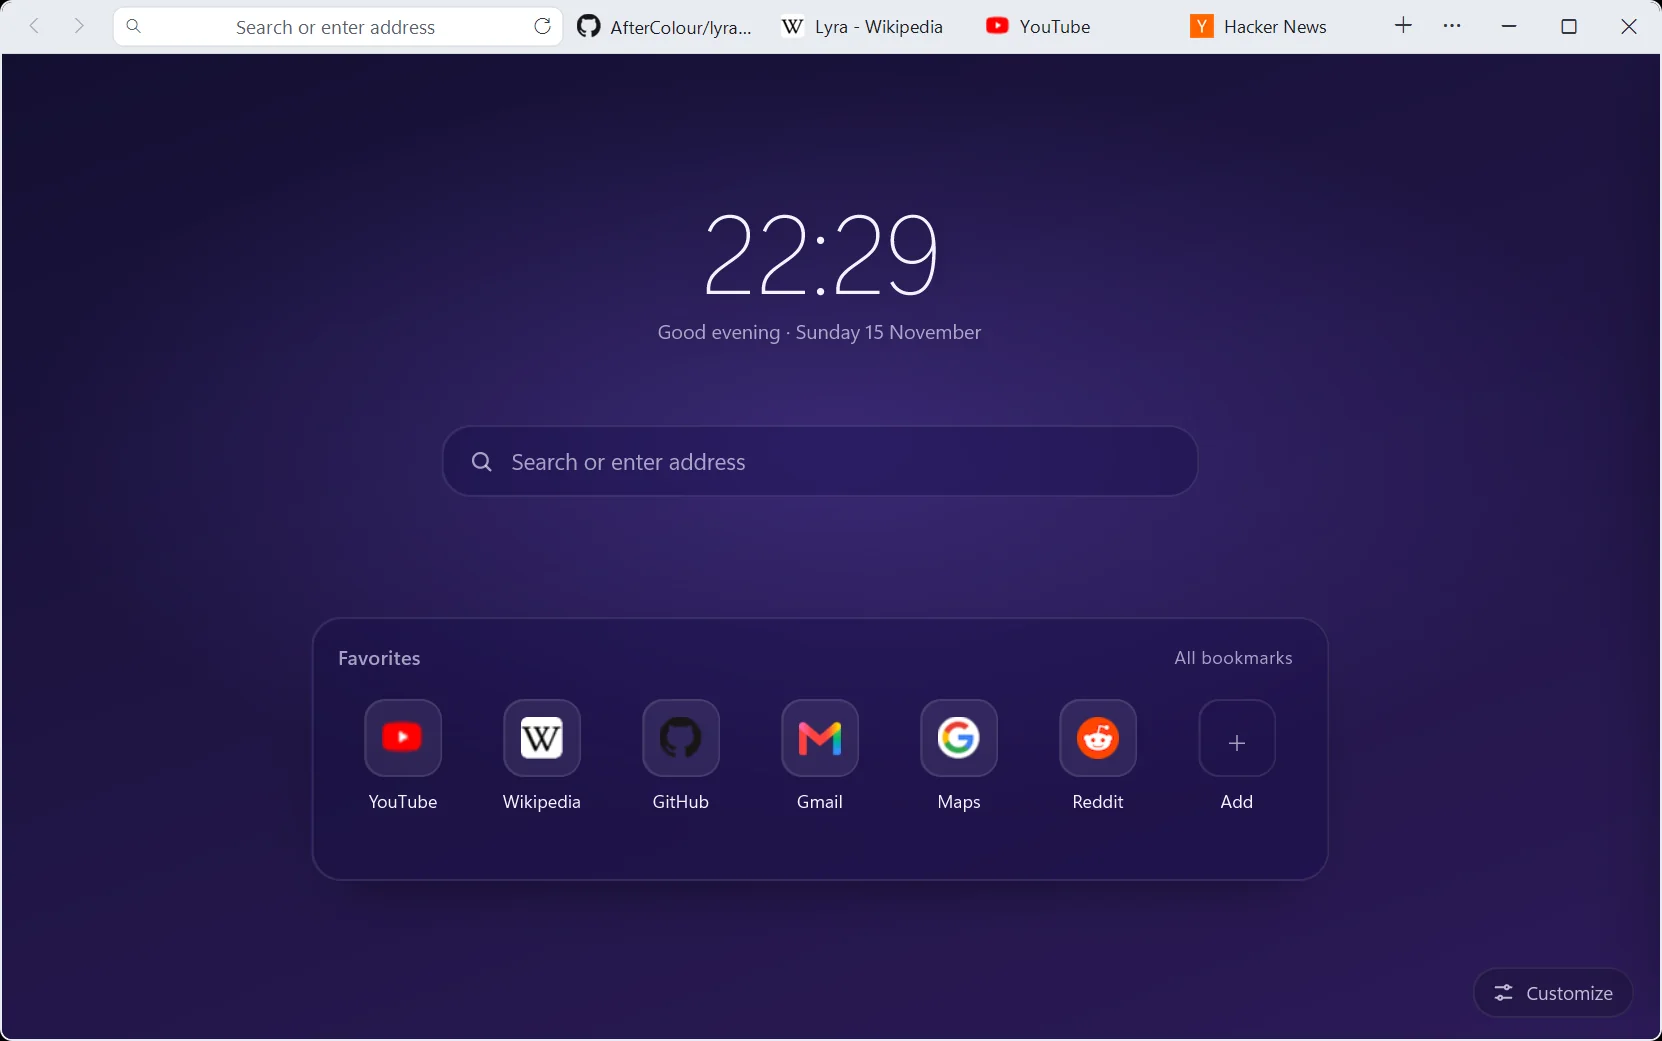 Search or enter address
AfterColour/lyra...
Lyra - Wikipedia
YouTube
Hacker News
22:29
Good evening · Sunday 15 November
Search or enter address
Favorites
All bookmarks
YouTube
Wikipedia
GitHub
Gmail
Maps
Reddit
Add
Customize